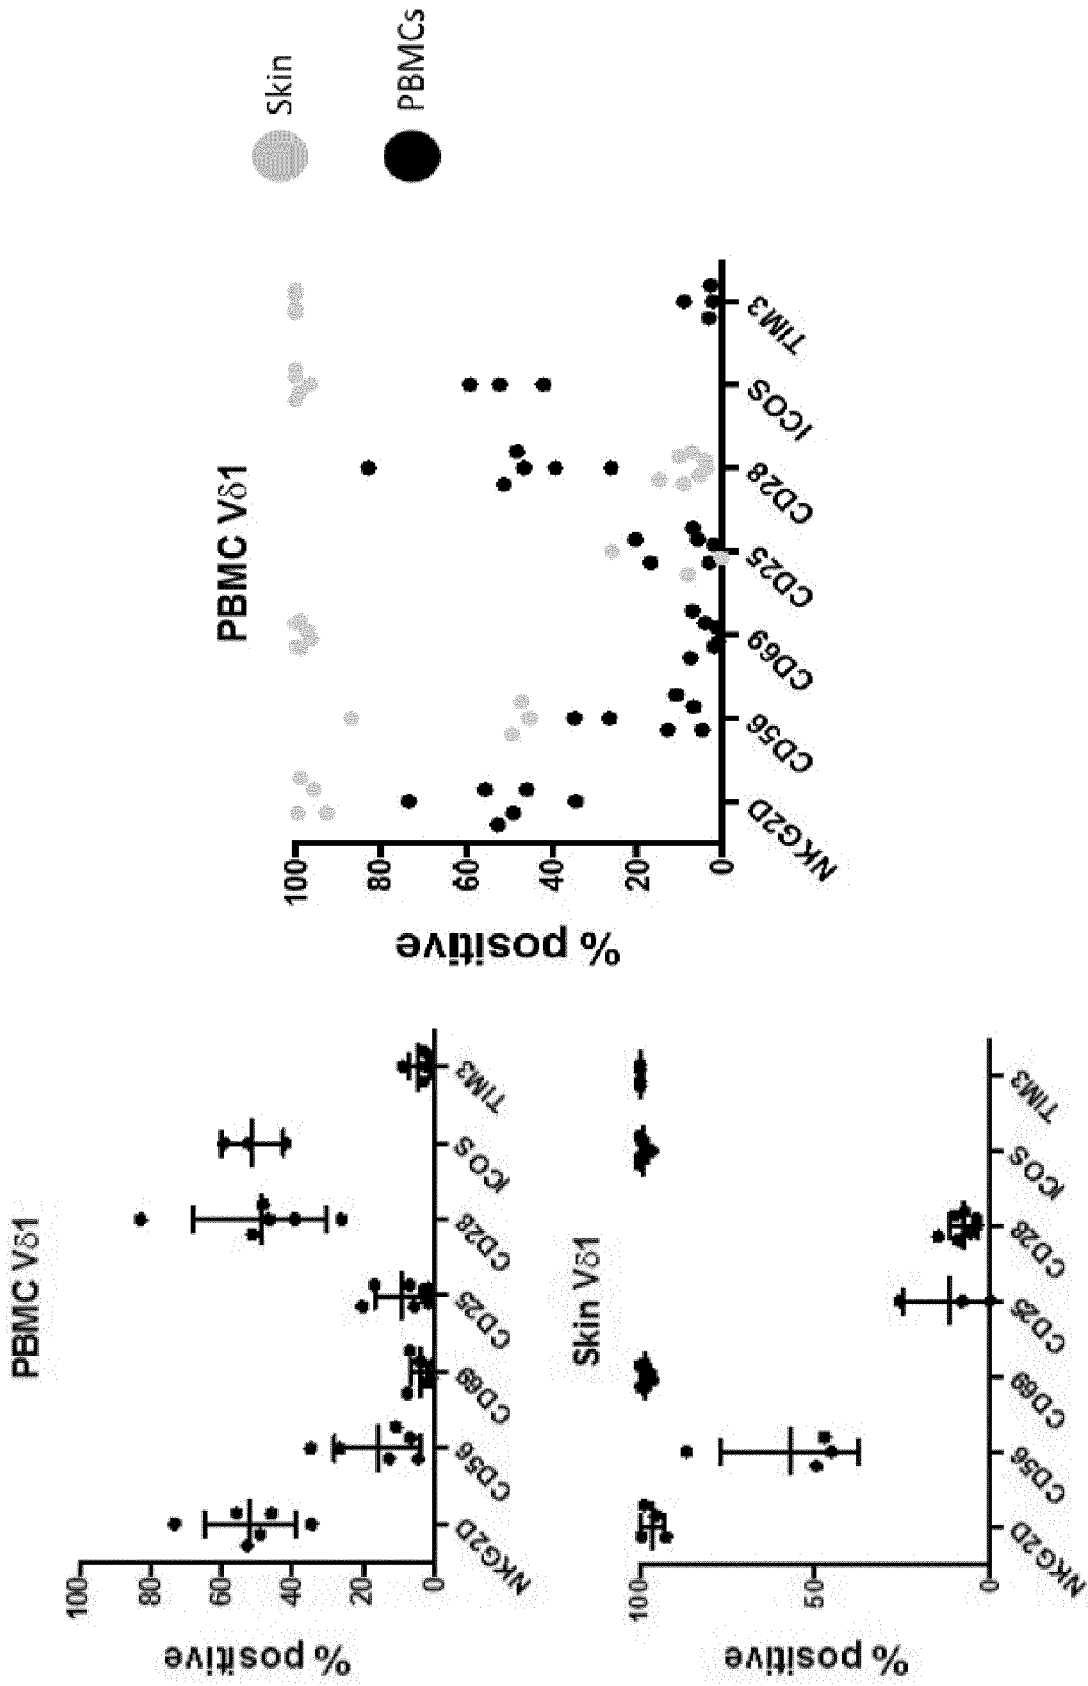 PBMC Vδ1
% positive
100
80
60
40
20
0
NKG2D
CD56
CD69
CD25
CD28
ICOS
TIM3
Skin Vδ1
% positive
100
50
0
NKG2D
CD56
CD69
CD25
CD28
ICOS
TIM3
PBMC Vδ1
% positive
100
80
60
40
20
0
NKG2D
CD56
CD69
CD25
CD28
ICOS
TIM3
Skin
PBMCs